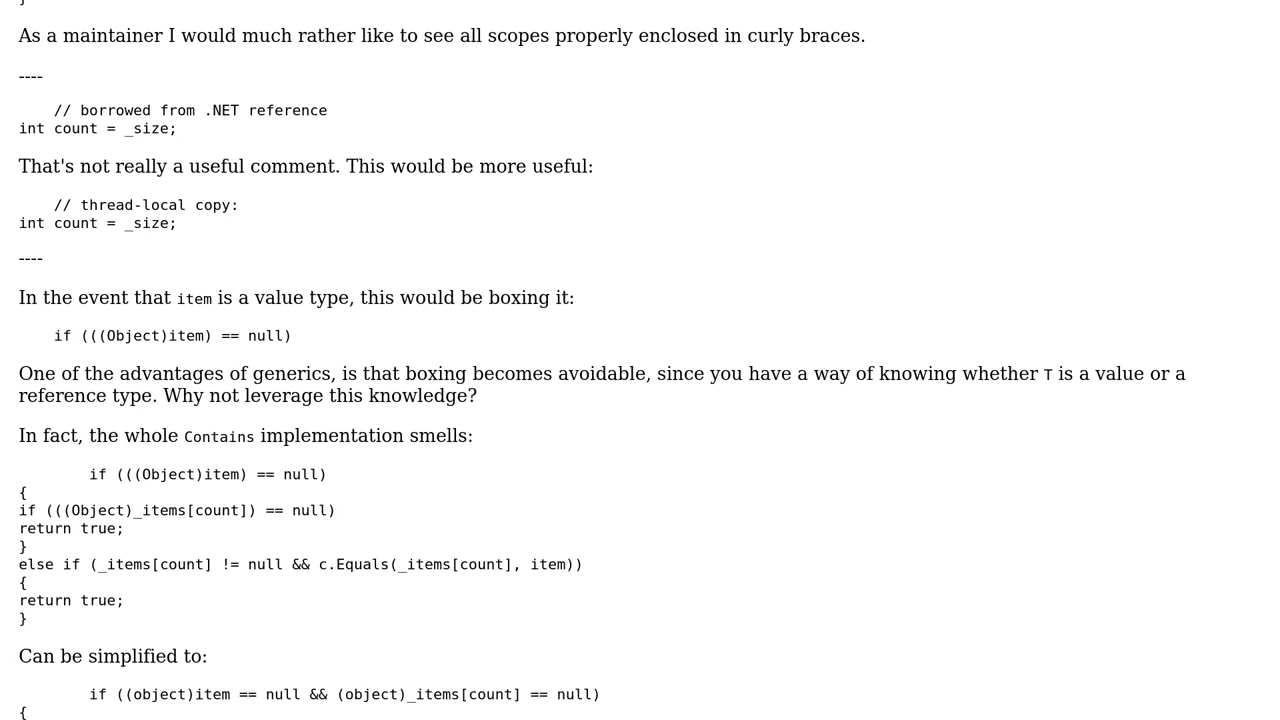 }
As a maintainer I would much rather like to see all scopes properly enclosed in curly braces.
----
// borrowed from .NET reference
int count = _size;
That's not really a useful comment. This would be more useful:
// thread-local copy:
int count = _size;
----
In the event that item is a value type, this would be boxing it:
if (((Object)item) == null)
One of the advantages of generics, is that boxing becomes avoidable, since you have a way of knowing whether T is a value or a
reference type. Why not leverage this knowledge?
In fact, the whole Contains implementation smells:
if (((Object)item) == null)
{
if (((Object)_items[count]) == null)
return true;
}
else if (_items[count] != null && c.Equals(_items[count], item))
{
return true;
}
Can be simplified to:
if ((object)item == null && (object)_items[count] == null)
{